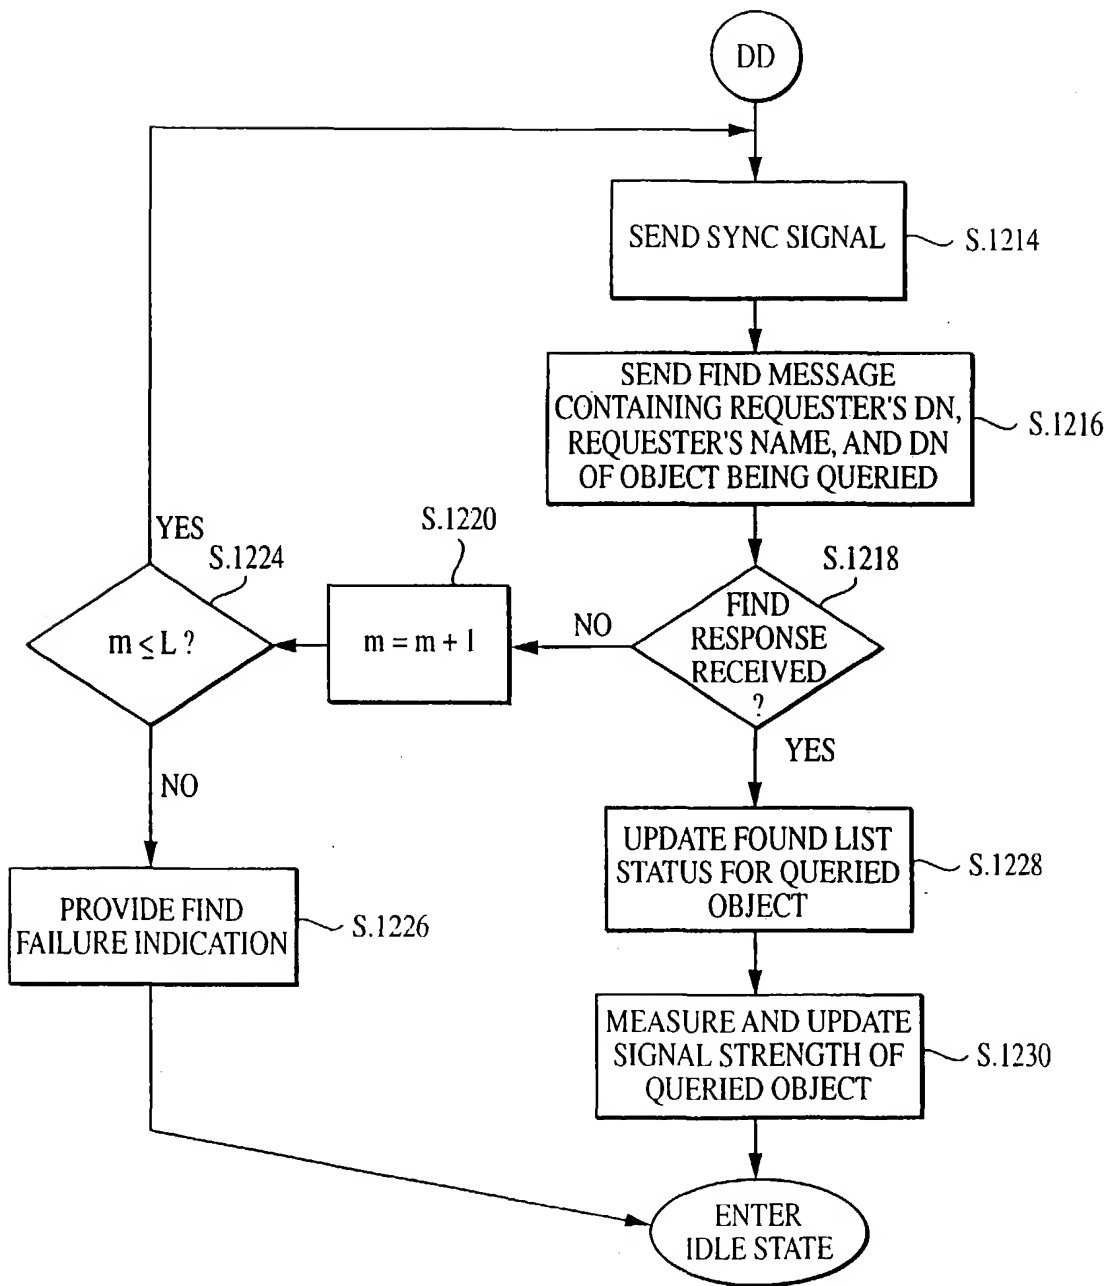 DD
SEND SYNC SIGNAL
S.1214
SEND FIND MESSAGE
CONTAINING REQUESTER'S DN,
REQUESTER'S NAME, AND DN
OF OBJECT BEING QUERIED
S.1216
FIND
RESPONSE
RECEIVED
?
S.1218
NO
m = m + 1
S.1220
m ≤ L ?
S.1224
YES
NO
PROVIDE FIND
FAILURE INDICATION
S.1226
YES
UPDATE FOUND LIST
STATUS FOR QUERIED
OBJECT
S.1228
MEASURE AND UPDATE
SIGNAL STRENGTH OF
QUERIED OBJECT
S.1230
ENTER
IDLE STATE